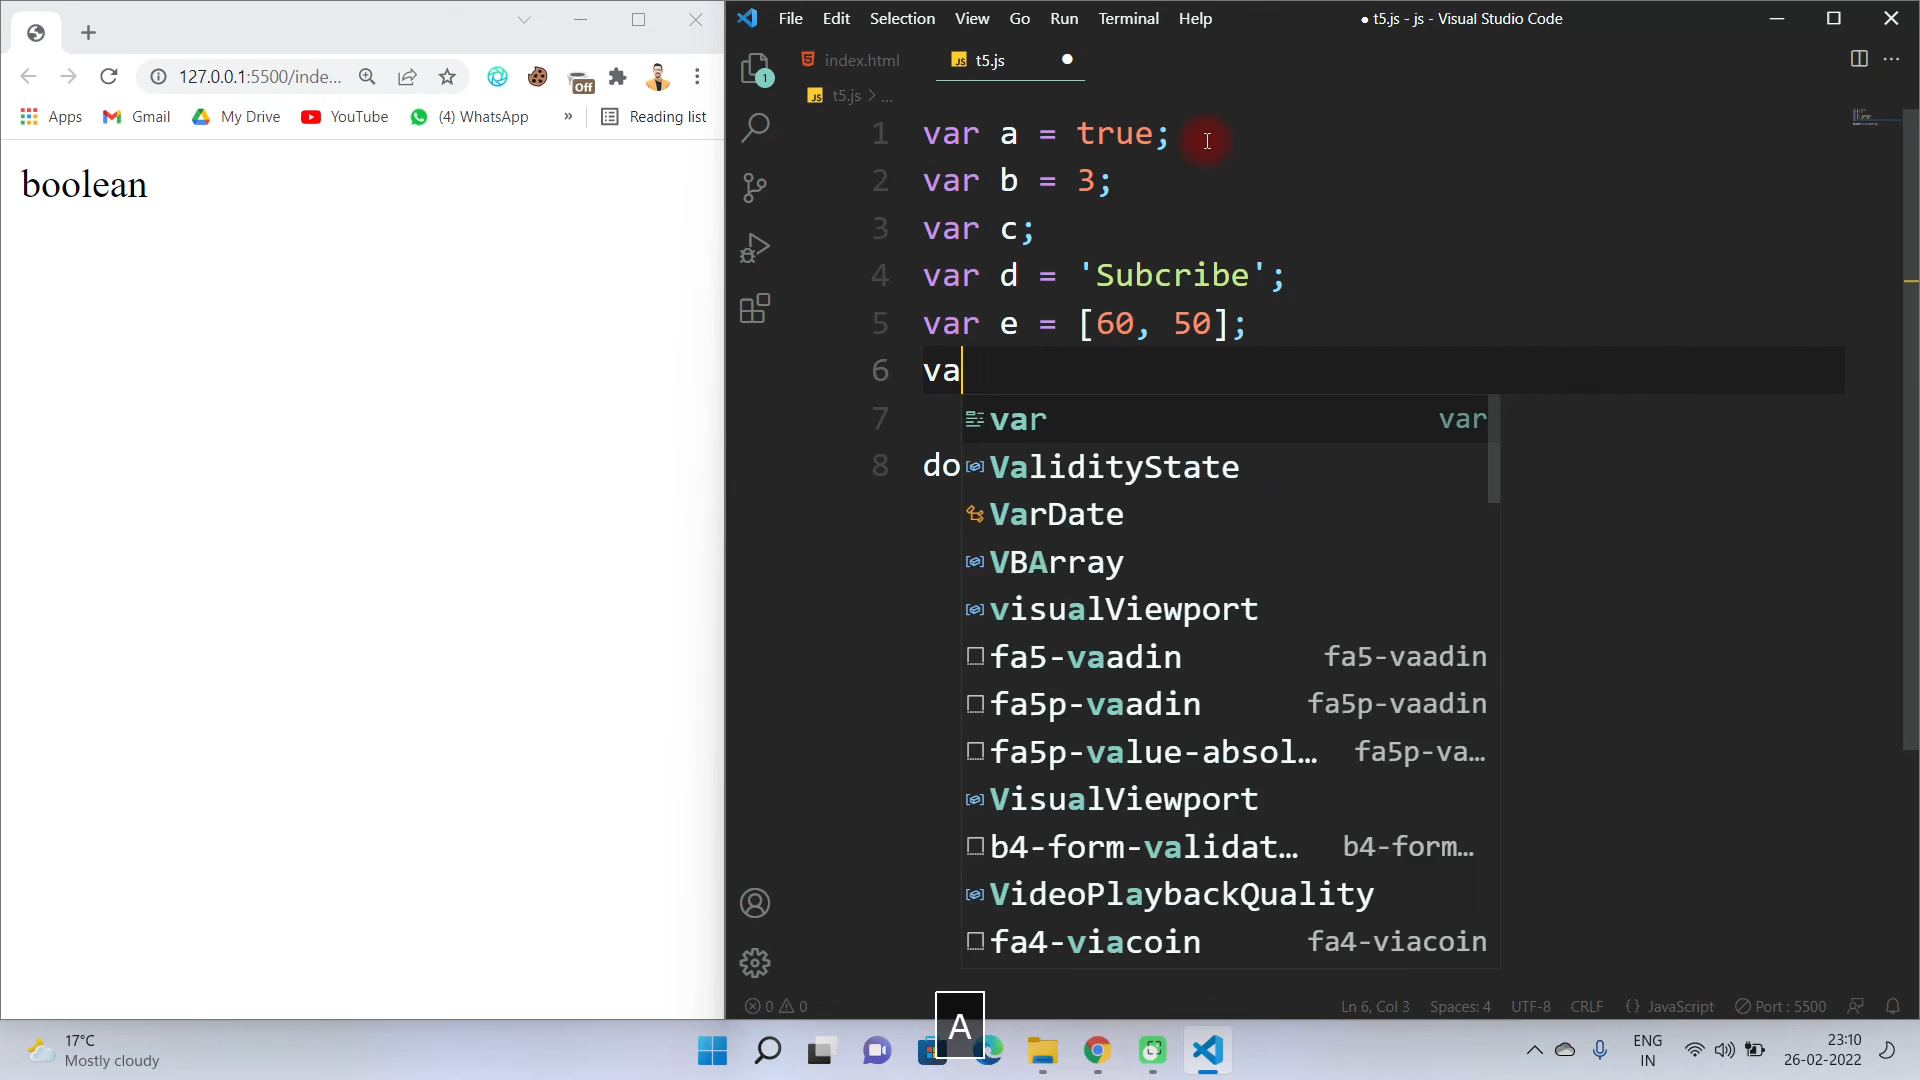 127.0.0.1:5500/inde...
Off
Apps
Gmail
My Drive
YouTube
(4) WhatsApp
»
Reading list
boolean
File Edit Selection View Go Run Terminal Help
● t5.js - js - Visual Studio Code
1
index.html
JS t5.js
JS t5.js > ...
1 var a = true;
2 var b = 3;
3 var c;
4 var d = 'Subcribe';
5 var e = [60, 50];
6 va
7
8 do
var var
ValidityState
VarDate
VBArray
visualViewport
fa5-vaadin fa5-vaadin
fa5p-vaadin fa5p-vaadin
fa5p-value-absol... fa5p-va...
VisualViewport
b4-form-validat... b4-form...
VideoPlaybackQuality
fa4-viacoin fa4-viacoin
0 0
Ln 6, Col 3 Spaces: 4 UTF-8 CRLF {} JavaScript Port : 5500
A
17°C
Mostly cloudy
ENG
IN
23:10
26-02-2022